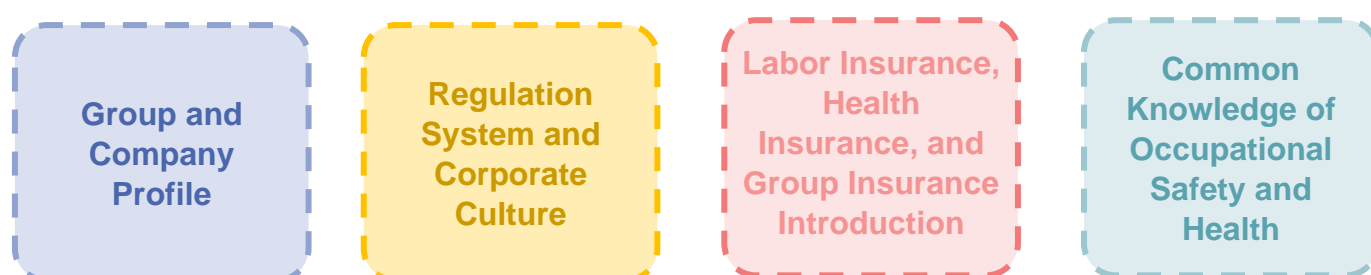 Group and
Company
Profile
Regulation
System and
Corporate
Culture
Labor Insurance,
Health
Insurance, and
Group Insurance
Introduction
Common
Knowledge of
Occupational
Safety and
Health